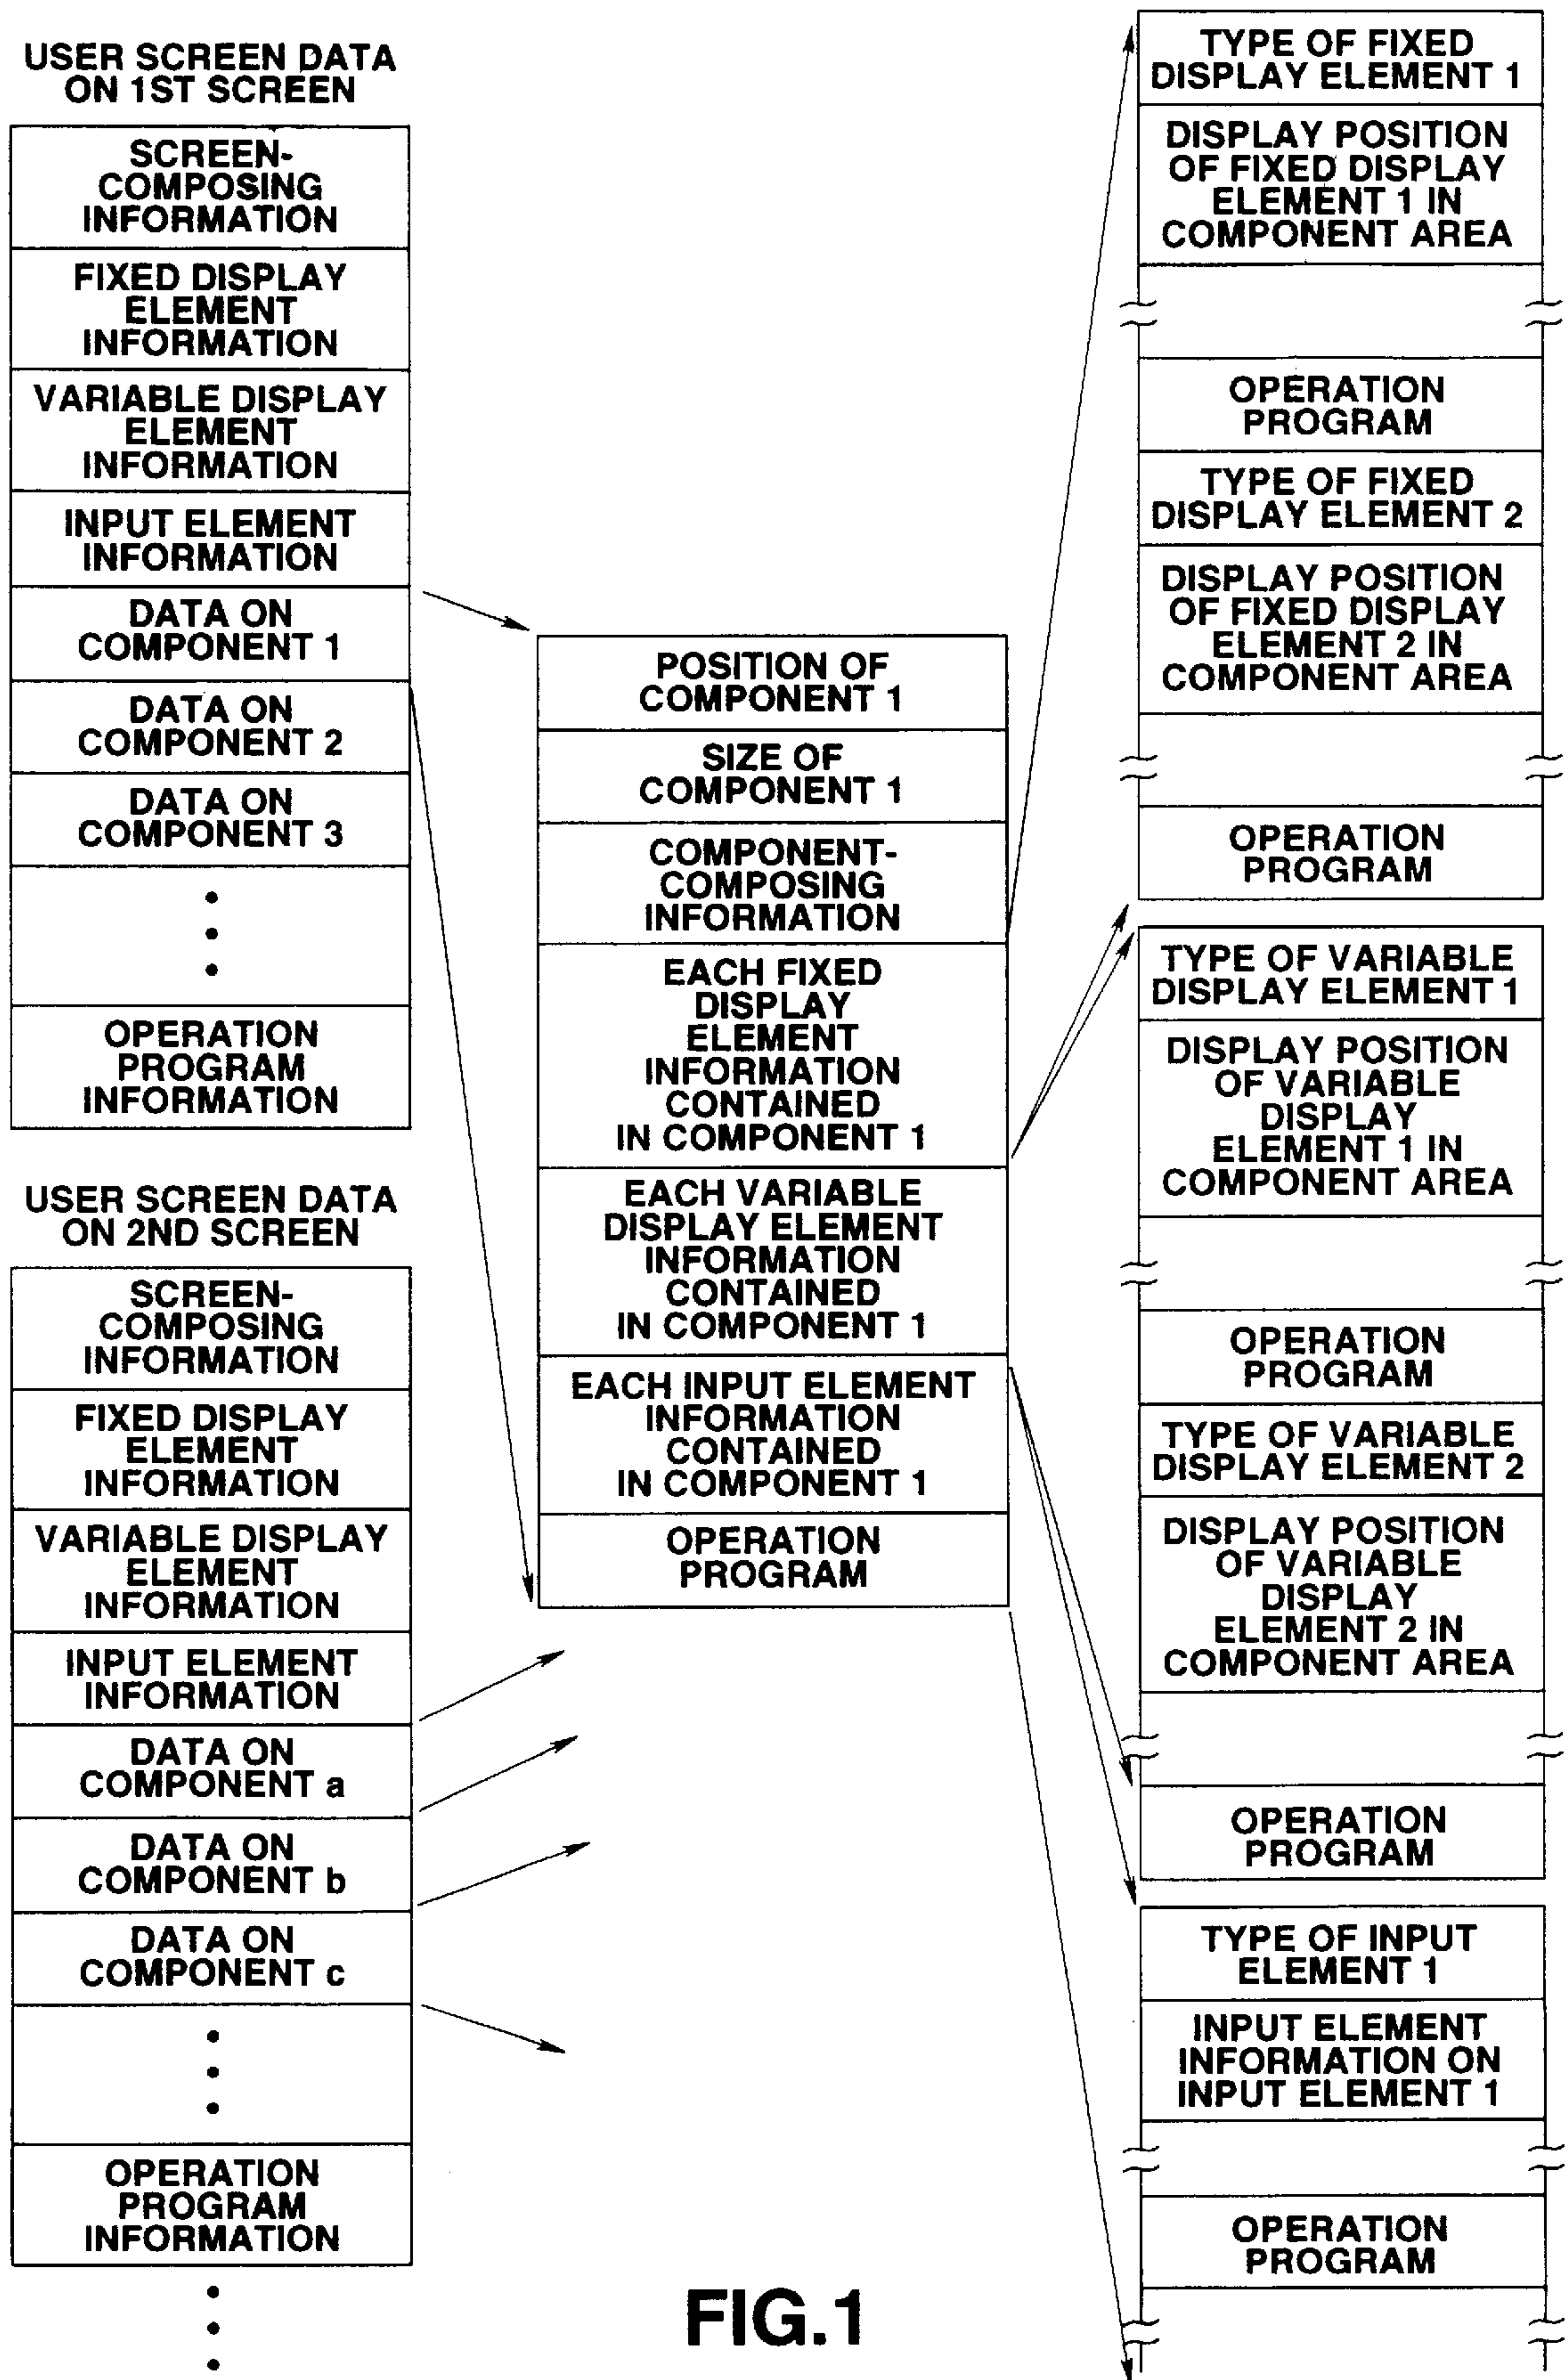 USER SCREEN DATA
ON 1ST SCREEN
SCREEN-
COMPOSING
INFORMATION
FIXED DISPLAY
ELEMENT
INFORMATION
VARIABLE DISPLAY
ELEMENT
INFORMATION
INPUT ELEMENT
INFORMATION
DATA ON
COMPONENT 1
DATA ON
COMPONENT 2
DATA ON
COMPONENT 3
OPERATION
PROGRAM
INFORMATION
USER SCREEN DATA
ON 2ND SCREEN
SCREEN-
COMPOSING
INFORMATION
FIXED DISPLAY
ELEMENT
INFORMATION
VARIABLE DISPLAY
ELEMENT
INFORMATION
INPUT ELEMENT
INFORMATION
DATA ON
COMPONENT a
DATA ON
COMPONENT b
DATA ON
COMPONENT c
OPERATION
PROGRAM
INFORMATION
POSITION OF
COMPONENT 1
SIZE OF
COMPONENT 1
COMPONENT-
COMPOSING
INFORMATION
EACH FIXED
DISPLAY
ELEMENT
INFORMATION
CONTAINED
IN COMPONENT 1
EACH VARIABLE
DISPLAY ELEMENT
INFORMATION
CONTAINED
IN COMPONENT 1
EACH INPUT ELEMENT
INFORMATION
CONTAINED
IN COMPONENT 1
OPERATION
PROGRAM
TYPE OF FIXED
DISPLAY ELEMENT 1
DISPLAY POSITION
OF FIXED DISPLAY
ELEMENT 1 IN
COMPONENT AREA
OPERATION
PROGRAM
TYPE OF FIXED
DISPLAY ELEMENT 2
DISPLAY POSITION
OF FIXED DISPLAY
ELEMENT 2 IN
COMPONENT AREA
OPERATION
PROGRAM
TYPE OF VARIABLE
DISPLAY ELEMENT 1
DISPLAY POSITION
OF VARIABLE
DISPLAY
ELEMENT 1 IN
COMPONENT AREA
OPERATION
PROGRAM
TYPE OF VARIABLE
DISPLAY ELEMENT 2
DISPLAY POSITION
OF VARIABLE
DISPLAY
ELEMENT 2 IN
COMPONENT AREA
OPERATION
PROGRAM
TYPE OF INPUT
ELEMENT 1
INPUT ELEMENT
INFORMATION ON
INPUT ELEMENT 1
OPERATION
PROGRAM
FIG.1